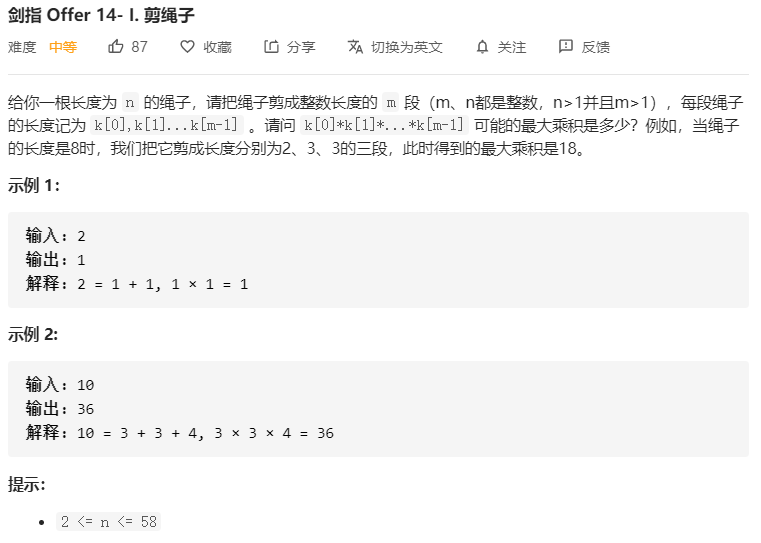 剑指 Offer 14- I. 剪绳子
难度 中等 87 收藏 分享 切换为英文 关注 反馈
给你一根长度为 n 的绳子，请把绳子剪成整数长度的 m 段（m、n都是整数，n>1并且m>1），每段绳子
的长度记为 k[0],k[1]...k[m-1] 。请问 k[0]*k[1]*...*k[m-1] 可能的最大乘积是多少？例如，当绳子
的长度是8时，我们把它剪成长度分别为2、3、3的三段，此时得到的最大乘积是18。
示例 1：
输入: 2
输出: 1
解释: 2 = 1 + 1, 1 × 1 = 1
示例 2:
输入: 10
输出: 36
解释: 10 = 3 + 3 + 4, 3 × 3 × 4 = 36
提示：
• 2 <= n <= 58